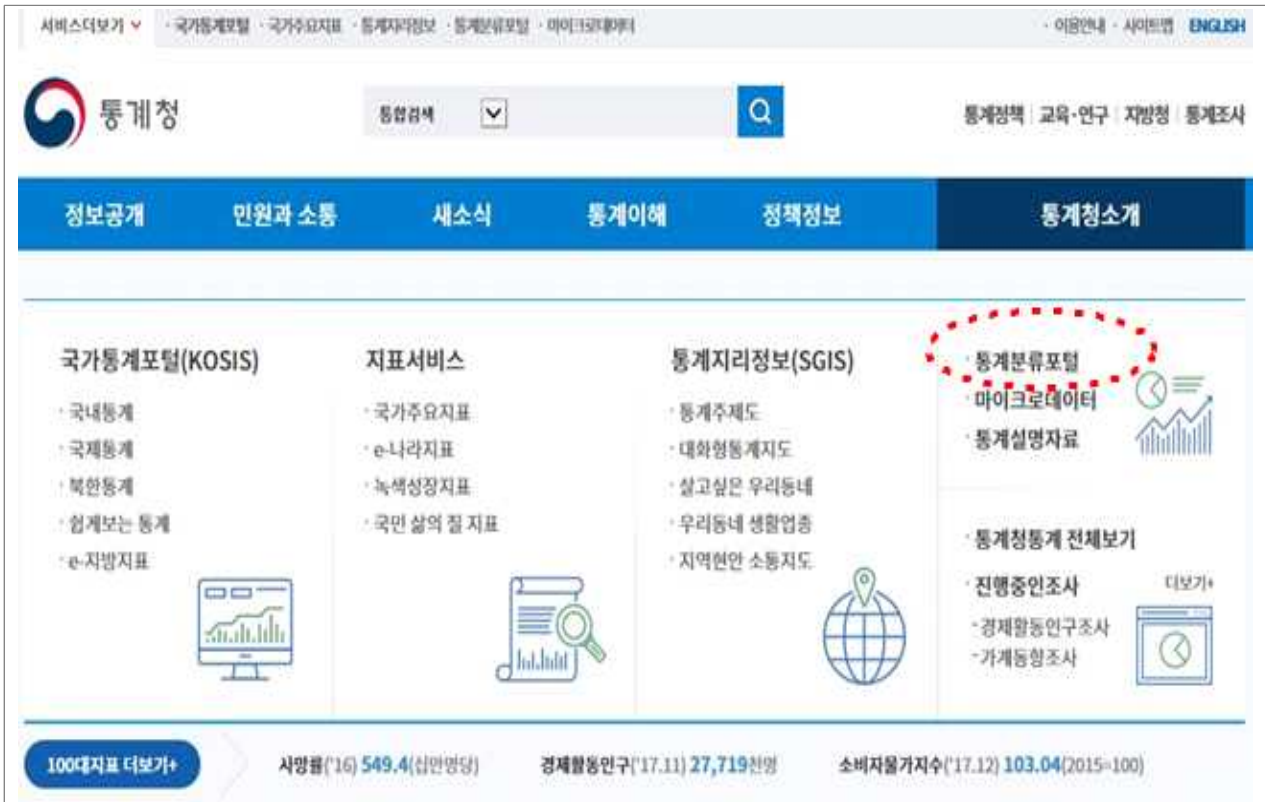 서비스더보기 · 국가통계포털 · 국가주요지표 · 통계지리정보 · 통계분류포털 · 마이크로데이터 · 이용안내 · 사이트맵 ENGLISH
통계청 통합검색 통계정책 | 교육·연구 | 지방청 | 통계조사
정보공개 민원과 소통 새소식 통계이해 정책정보 통계청소개
국가통계포털(KOSIS)
· 국내통계
· 국제통계
· 북한통계
· 쉽게보는 통계
· e-지방지표
지표서비스
· 국가주요지표
· e-나라지표
· 녹색성장지표
· 국민 삶의 질 지표
통계지리정보(SGIS)
· 통계주제도
· 대화형통계지도
· 살고싶은 우리동네
· 우리동네 생활업종
· 지역현안 소통지도
· 통계분류포털
· 마이크로데이터
· 통계설명자료
· 통계청통계 전체보기
· 진행중인조사 더보기+
-경제활동인구조사
-가계동향조사
100대지표 더보기+ 사망률('16) 549.4(십만명당) 경제활동인구('17.11) 27,719천명 소비자물가지수('17.12) 103.04(2015=100)